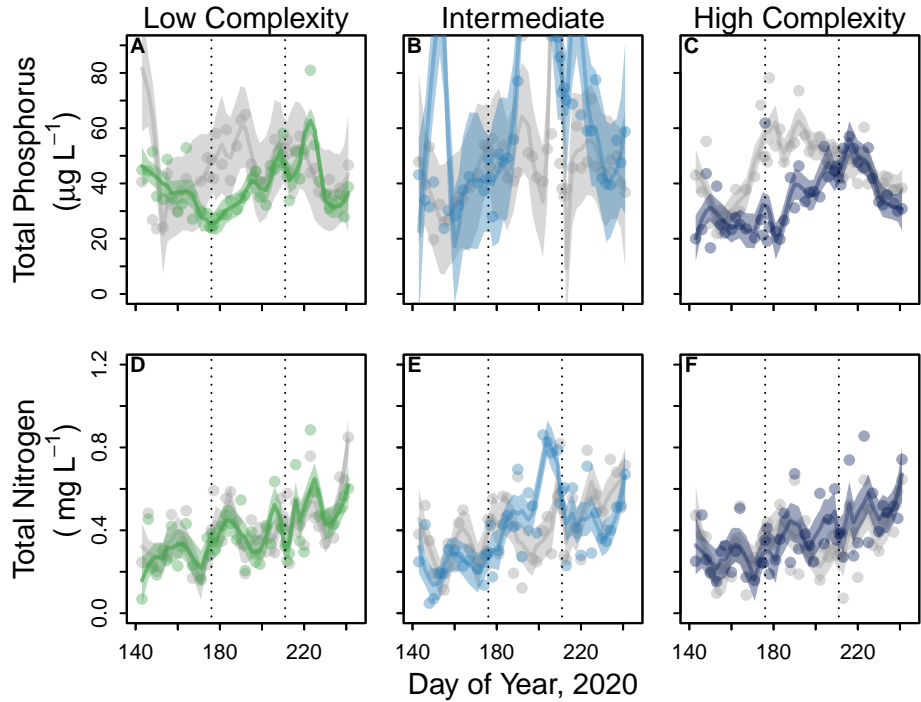 Low Complexity Intermediate High Complexity
A B C
Total Phosphorus
(µg L⁻¹)
80
60
40
20
0
D E F
Total Nitrogen
( mg L⁻¹)
1.2
0.8
0.4
0.0
140 180 220 140 180 220 140 180 220
Day of Year, 2020